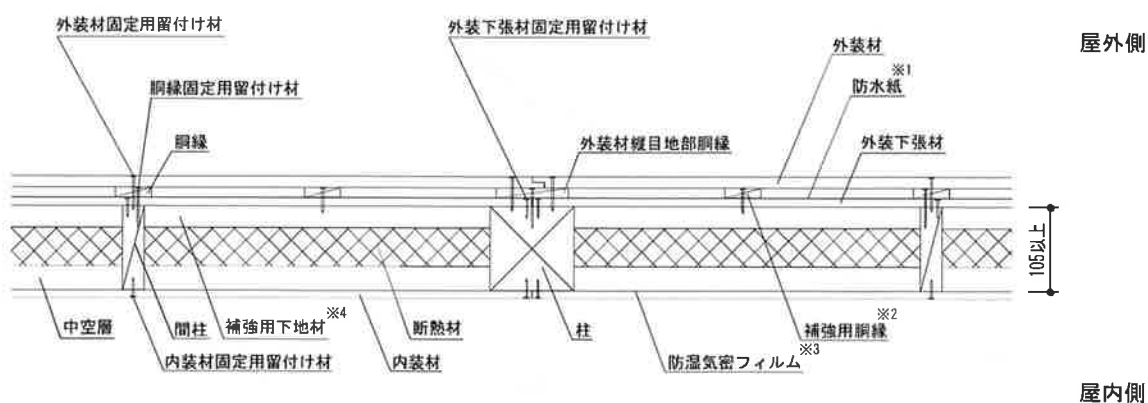 外装材固定用留付け材
外装下張材固定用留付け材
屋外側
外装材
胴縁固定用留付け材
防水紙※1
胴縁
外装材縦目地部胴縁
外装下張材
105以上
中空層
間柱
補強用下地材※4
断熱材
柱
補強用胴縁※2
内装材固定用留付け材
内装材
防湿気密フィルム※3
屋内側